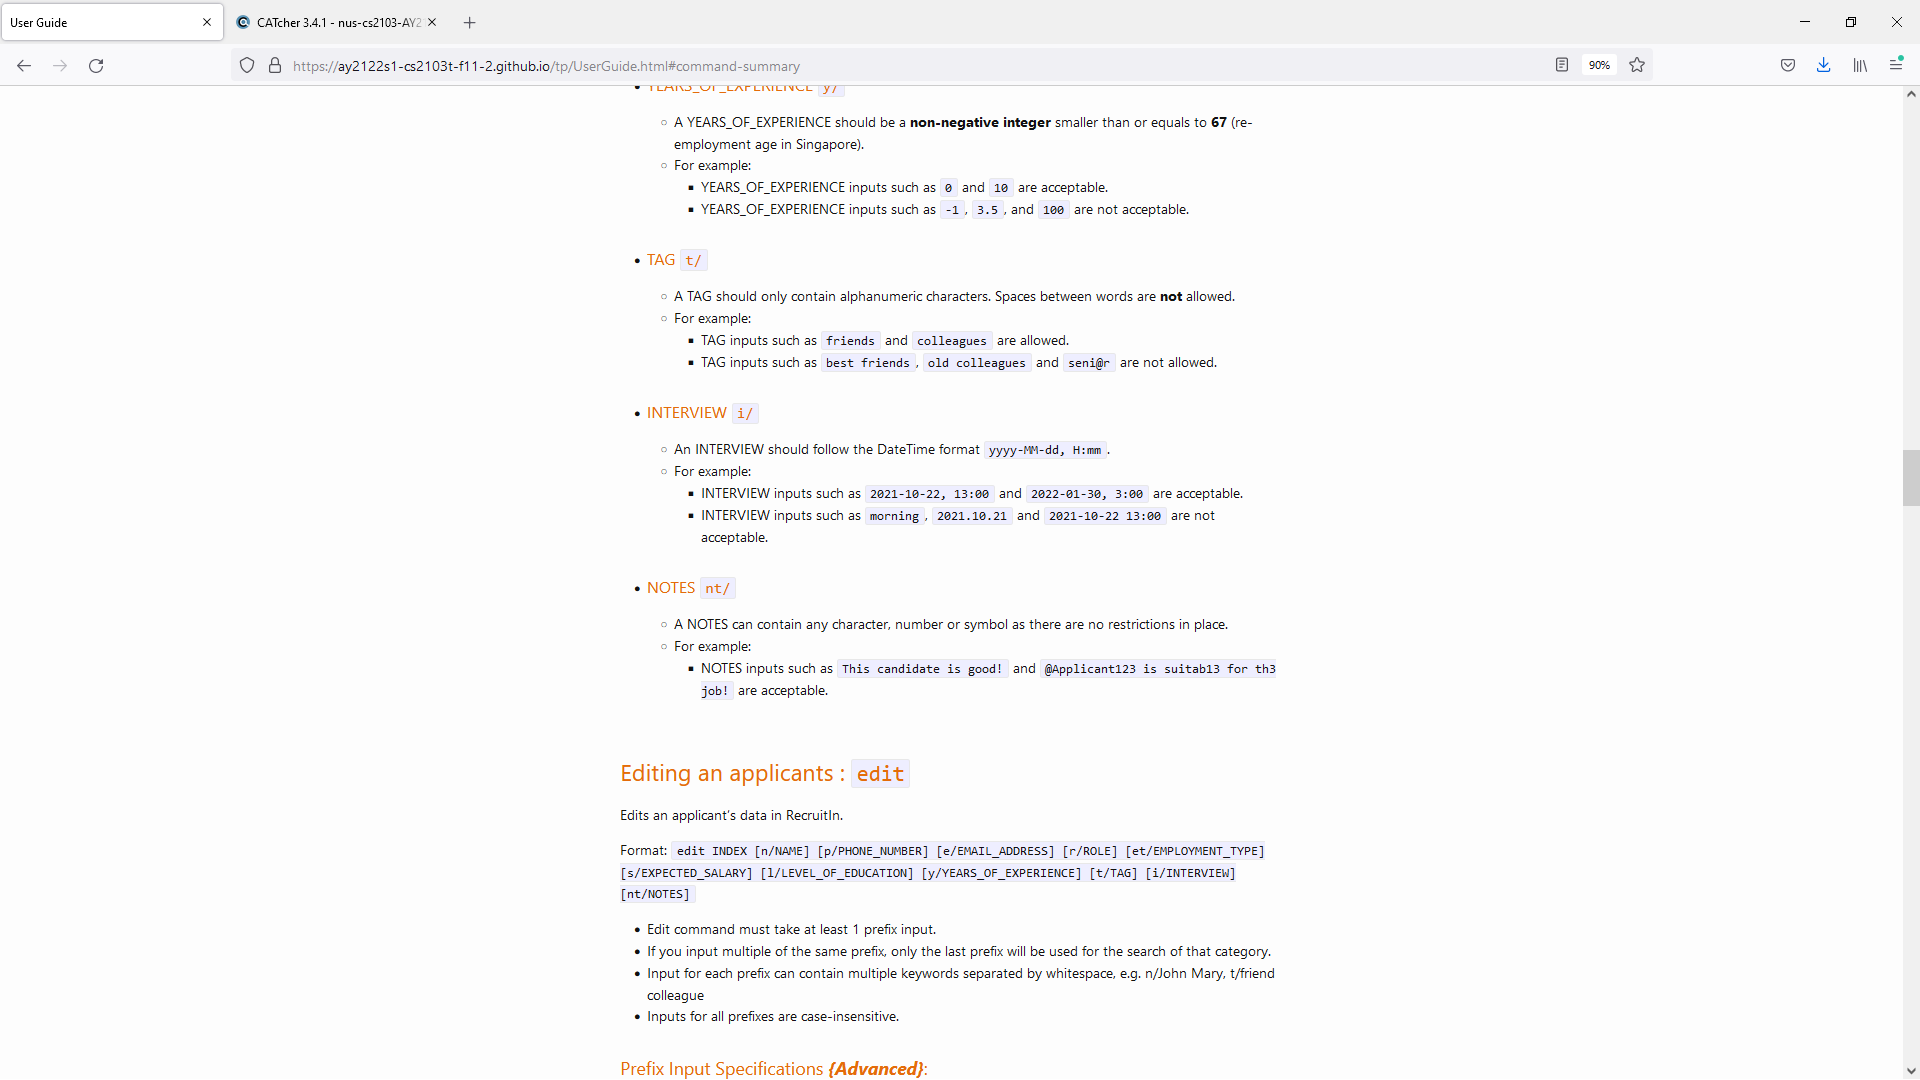 User Guide
CATcher 3.4.1 - nus-cs2103-AY2
https://ay2122s1-cs2103t-f11-2.github.io/tp/UserGuide.html#command-summary
90%
YEARS_OF_EXPERIENCE y/
A YEARS_OF_EXPERIENCE should be a non-negative integer smaller than or equals to 67 (re-
employment age in Singapore).
For example:
YEARS_OF_EXPERIENCE inputs such as 0 and 10 are acceptable.
YEARS_OF_EXPERIENCE inputs such as -1, 3.5, and 100 are not acceptable.
TAG t/
A TAG should only contain alphanumeric characters. Spaces between words are not allowed.
For example:
TAG inputs such as friends and colleagues are allowed.
TAG inputs such as best friends, old colleagues and seni@r are not allowed.
INTERVIEW i/
An INTERVIEW should follow the DateTime format yyyy-MM-dd, H:mm.
For example:
INTERVIEW inputs such as 2021-10-22, 13:00 and 2022-01-30, 3:00 are acceptable.
INTERVIEW inputs such as morning, 2021.10.21 and 2021-10-22 13:00 are not
acceptable.
NOTES nt/
A NOTES can contain any character, number or symbol as there are no restrictions in place.
For example:
NOTES inputs such as This candidate is good! and @Applicant123 is suitab13 for th3
job! are acceptable.
Editing an applicants : edit
Edits an applicant's data in RecruitIn.
Format: edit INDEX [n/NAME] [p/PHONE_NUMBER] [e/EMAIL_ADDRESS] [r/ROLE] [et/EMPLOYMENT_TYPE]
[s/EXPECTED_SALARY] [l/LEVEL_OF_EDUCATION] [y/YEARS_OF_EXPERIENCE] [t/TAG] [i/INTERVIEW]
[nt/NOTES]
Edit command must take at least 1 prefix input.
If you input multiple of the same prefix, only the last prefix will be used for the search of that category.
Input for each prefix can contain multiple keywords separated by whitespace, e.g. n/John Mary, t/friend
colleague
Inputs for all prefixes are case-insensitive.
Prefix Input Specifications {Advanced}: